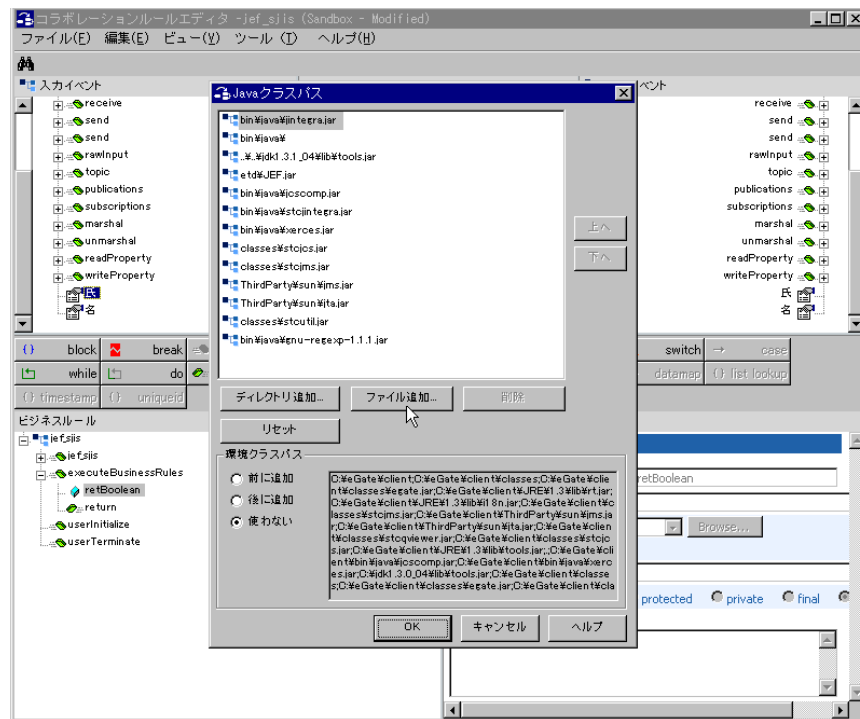 コラボレーションルールエディタ -jef_sjis (Sandbox - Modified)
ファイル(F) 編集(E) ビュー(V) ツール (T) ヘルプ(H)
入力イベント
ベント
receive
send
send
rawInput
topic
publications
subscriptions
marshal
unmarshal
readProperty
writeProperty
氏
名
receive
send
send
rawInput
topic
publications
subscriptions
marshal
unmarshal
readProperty
writeProperty
氏
名
Javaクラスパス
bin¥java¥jintegra.jar
bin¥java¥
..¥..¥jdk1.3.1_04¥lib¥tools.jar
etd¥JEF.jar
bin¥java¥jcscomp.jar
bin¥java¥stcjintegra.jar
bin¥java¥xerces.jar
classes¥stcjcs.jar
classes¥stcjms.jar
ThirdParty¥sun¥jms.jar
ThirdParty¥sun¥jta.jar
classes¥stcutil.jar
bin¥java¥gnu-regexp-1.1.1.jar
上へ
下へ
ディレクトリ追加... ファイル追加... 削除
リセット
環境クラスパス
前に追加
後に追加
使わない
C:¥eGate¥client;C:¥eGate¥client¥classes;C:¥eGate¥clie
nt¥classes¥egate.jar;C:¥eGate¥client¥JRE¥1.3¥lib¥rt.jar;
C:¥eGate¥client¥JRE¥1.3¥lib¥i18n.jar;C:¥eGate¥client¥c
lasses¥stcjms.jar;C:¥eGate¥client¥ThirdParty¥sun¥jms.ja
r;C:¥eGate¥client¥ThirdParty¥sun¥jta.jar;C:¥eGate¥clien
t¥classes¥stcqviewer.jar;C:¥eGate¥client¥classes¥stcjc
s.jar;C:¥eGate¥client¥JRE¥1.3¥lib¥tools.jar;;C:¥eGate¥cli
ent¥bin¥java¥jcscomp.jar;C:¥eGate¥client¥bin¥java¥xerc
es.jar;C:¥jdk1.3.0_04¥lib¥tools.jar;C:¥eGate¥client¥classe
s;C:¥eGate¥client¥classes¥egate.jar;C:¥eGate¥client¥cla
OK キャンセル ヘルプ
block break switch case
while do datamap list lookup
timestamp uniqueid
ビジネスルール
jef_sjis
jef_sjis
executeBusinessRules
retBoolean
return
userInitialize
userTerminate
retBoolean
Browse...
protected private final